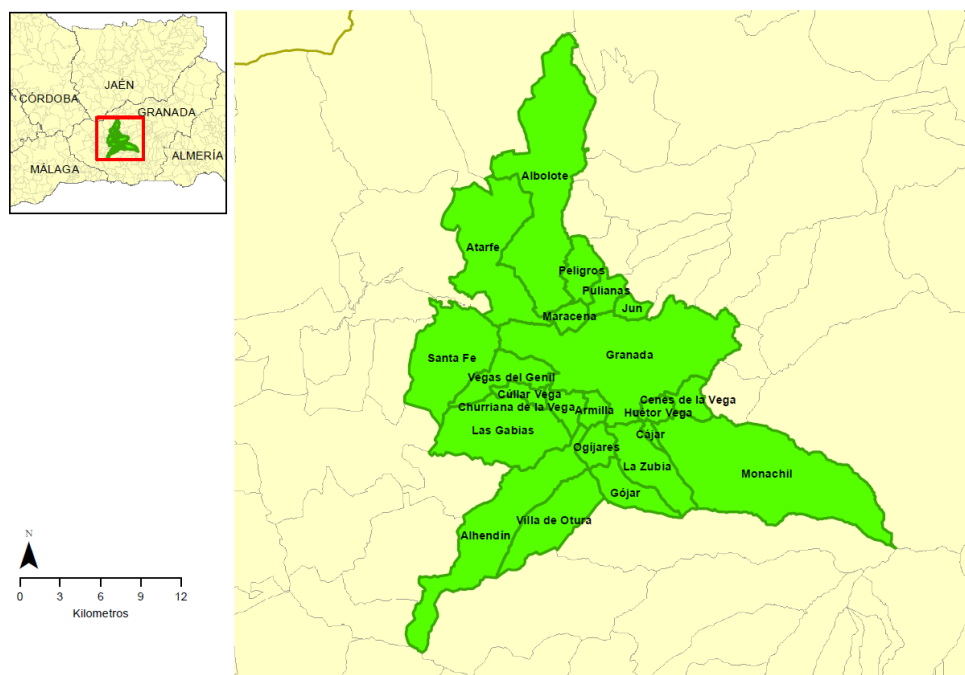 JAÉN
CÓRDOBA
GRANADA
ALMERÍA
MÁLAGA
Albolote
Atarfe
Peligros
Pulianas
Jun
Maracena
Granada
Santa Fe
Vegas del Genil
Cúllar Vega
Cenes de la Vega
Churriana de la Vega
Armilla
Huétor Vega
Las Gabias
Cájar
Ogíjares
La Zubia
Monachil
Gójar
Villa de Otura
Alhendín
N
0 3 6 9 12
Kilometros